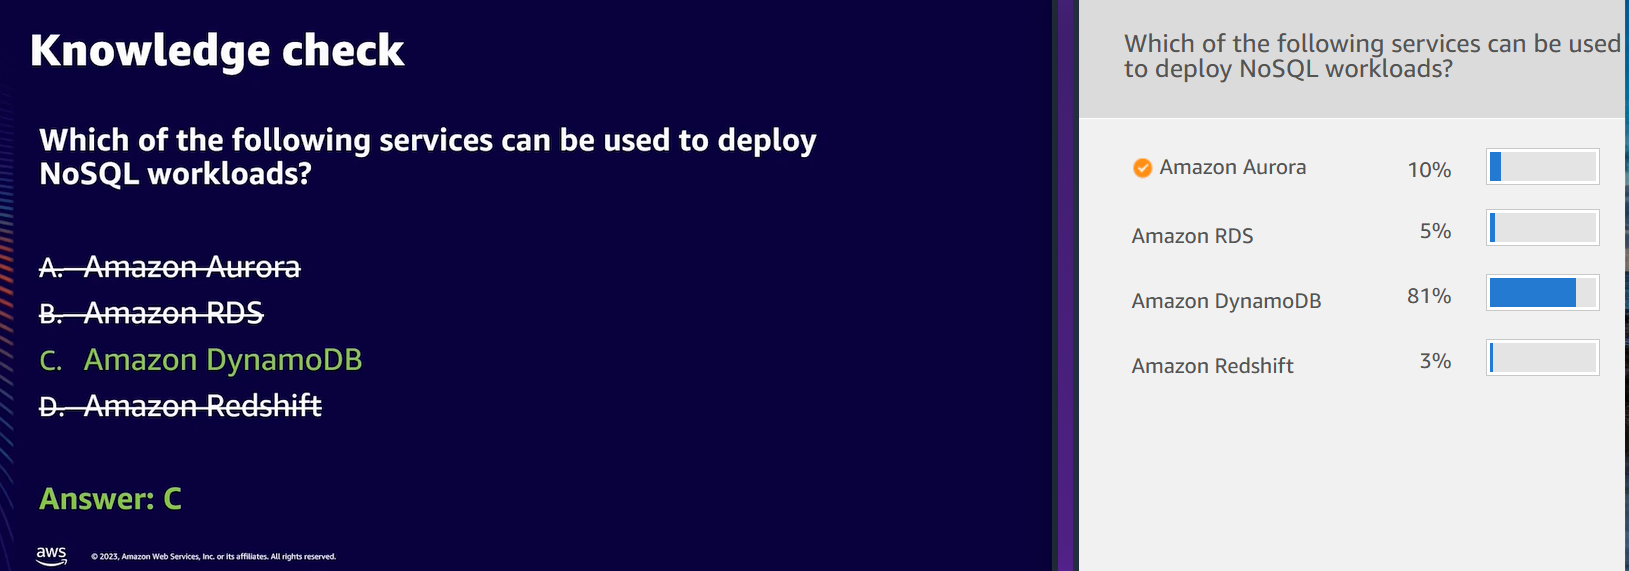 Knowledge check
Which of the following services can be used to deploy
NoSQL workloads?
A. Amazon Aurora
B. Amazon RDS
C. Amazon DynamoDB
D. Amazon Redshift
Answer: C
aws
© 2023, Amazon Web Services, Inc. or its affiliates. All rights reserved.
Which of the following services can be used
to deploy NoSQL workloads?
Amazon Aurora 10%
Amazon RDS 5%
Amazon DynamoDB 81%
Amazon Redshift 3%